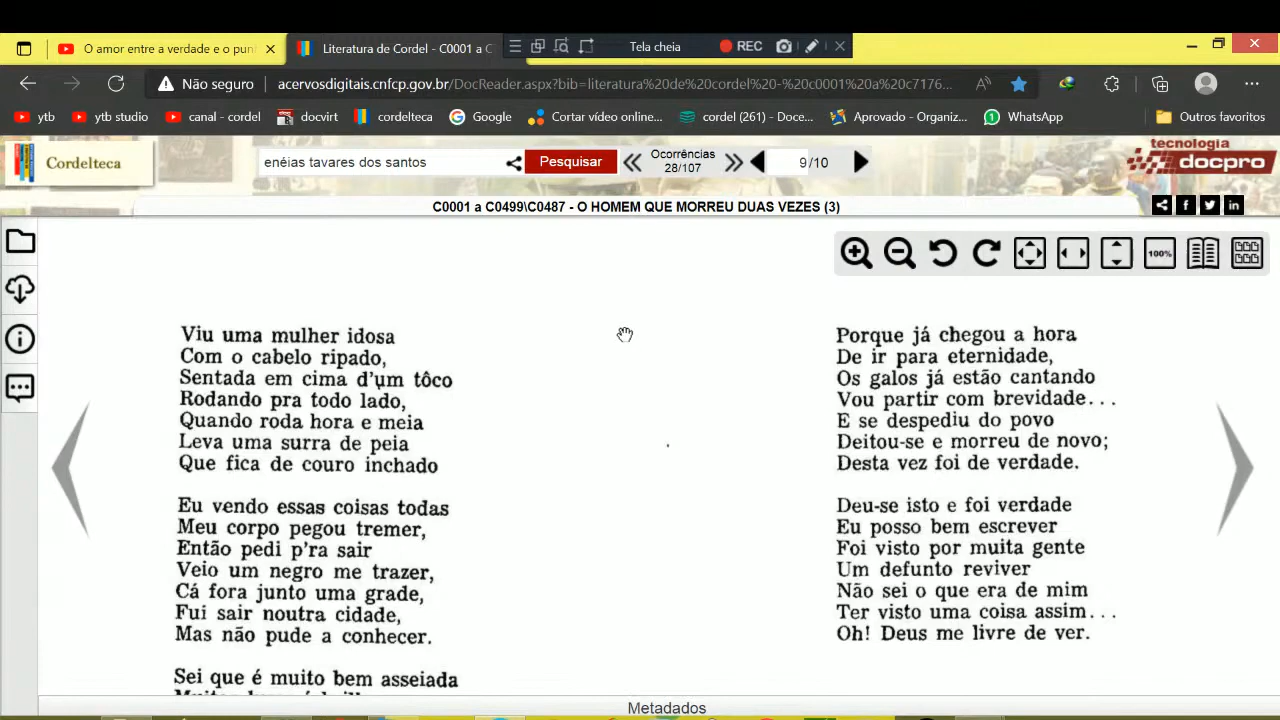 O amor entre a verdade e o pun
Literatura de Cordel - C0001 a C
Tela cheia
REC
Não seguro
acervosdigitais.cnfcp.gov.br/DocReader.aspx?bib=literatura%20de%20cordel%20-%20c0001%20a%20c7176...
ytb
ytb studio
canal - cordel
docvirt
cordelteca
Google
Cortar vídeo online...
cordel (261) - Doce...
Aprovado - Organiz...
WhatsApp
Outros favoritos
Cordelteca
enéias tavares dos santos
Pesquisar
Ocorrências
28/107
9/10
tecnologia
docpro
C0001 a C0499\C0487 - O HOMEM QUE MORREU DUAS VEZES (3)
100%
Viu uma mulher idosa
Com o cabelo ripado,
Sentada em cima d'um tôco
Rodando pra todo lado,
Quando roda hora e meia
Leva uma surra de peia
Que fica de couro inchado
Eu vendo essas coisas todas
Meu corpo pegou tremer,
Então pedi p'ra sair
Veio um negro me trazer,
Cá fora junto uma grade,
Fui sair noutra cidade,
Mas não pude a conhecer.
Sei que é muito bem asseiada
Porque já chegou a hora
De ir para eternidade,
Os galos já estão cantando
Vou partir com brevidade...
E se despediu do povo
Deitou-se e morreu de novo;
Desta vez foi de verdade.
Deu-se isto e foi verdade
Eu posso bem escrever
Foi visto por muita gente
Um defunto reviver
Não sei o que era de mim
Ter visto uma coisa assim...
Oh! Deus me livre de ver.
Metadados